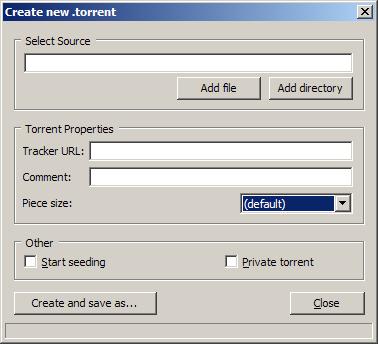 Create new .torrent
Select Source
Add file
Add directory
Torrent Properties
Tracker URL:
Comment:
Piece size:
(default)
Other
Start seeding
Private torrent
Create and save as...
Close